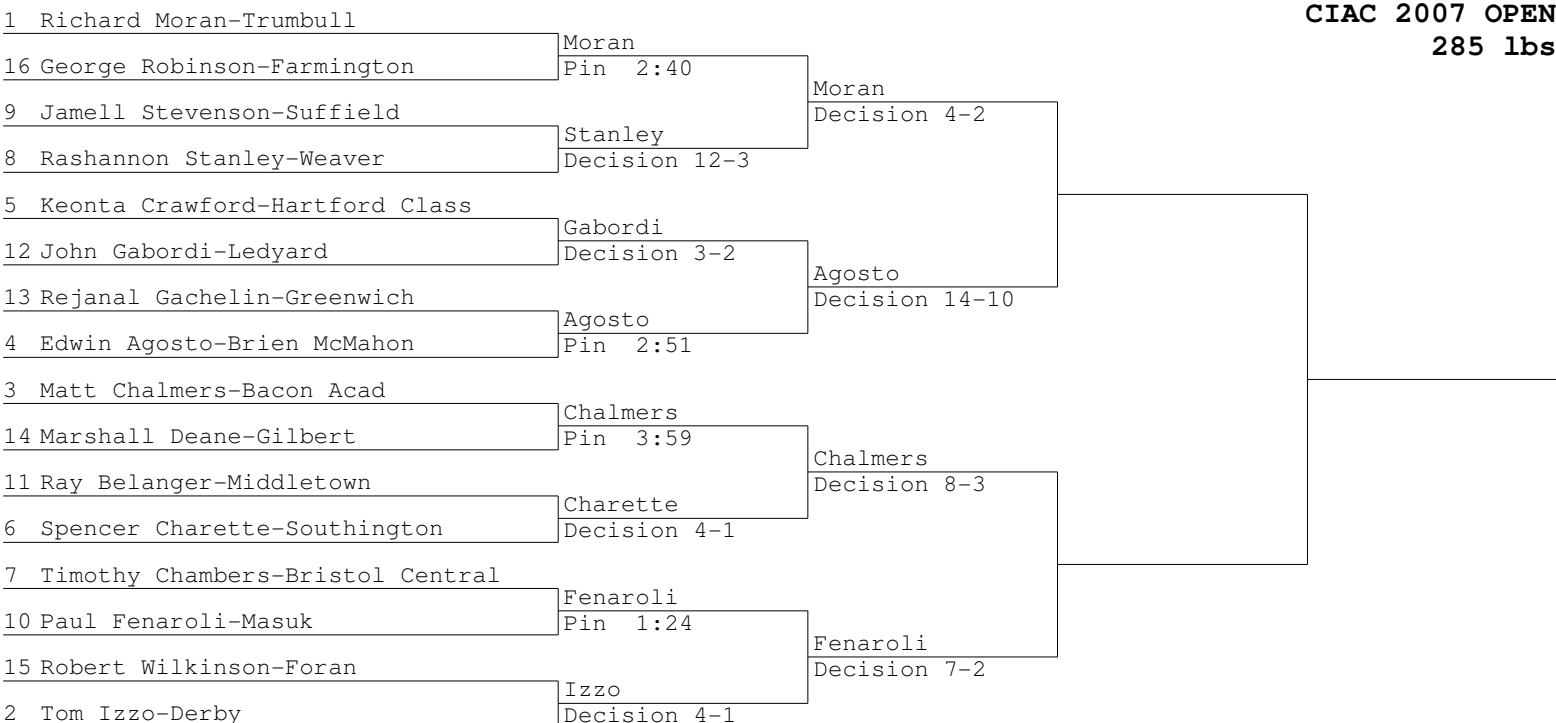 CIAC 2007 OPEN
285 lbs
1 Richard Moran-Trumbull
16 George Robinson-Farmington
9 Jamell Stevenson-Suffield
8 Rashannon Stanley-Weaver
5 Keonta Crawford-Hartford Class
12 John Gabordi-Ledyard
13 Rejanal Gachelin-Greenwich
4 Edwin Agosto-Brien McMahon
3 Matt Chalmers-Bacon Acad
14 Marshall Deane-Gilbert
11 Ray Belanger-Middletown
6 Spencer Charette-Southington
7 Timothy Chambers-Bristol Central
10 Paul Fenaroli-Masuk
15 Robert Wilkinson-Foran
2 Tom Izzo-Derby
Moran
Pin 2:40
Stanley
Decision 12-3
Gabordi
Decision 3-2
Agosto
Pin 2:51
Chalmers
Pin 3:59
Charette
Decision 4-1
Fenaroli
Pin 1:24
Izzo
Decision 4-1
Moran
Decision 4-2
Agosto
Decision 14-10
Chalmers
Decision 8-3
Fenaroli
Decision 7-2